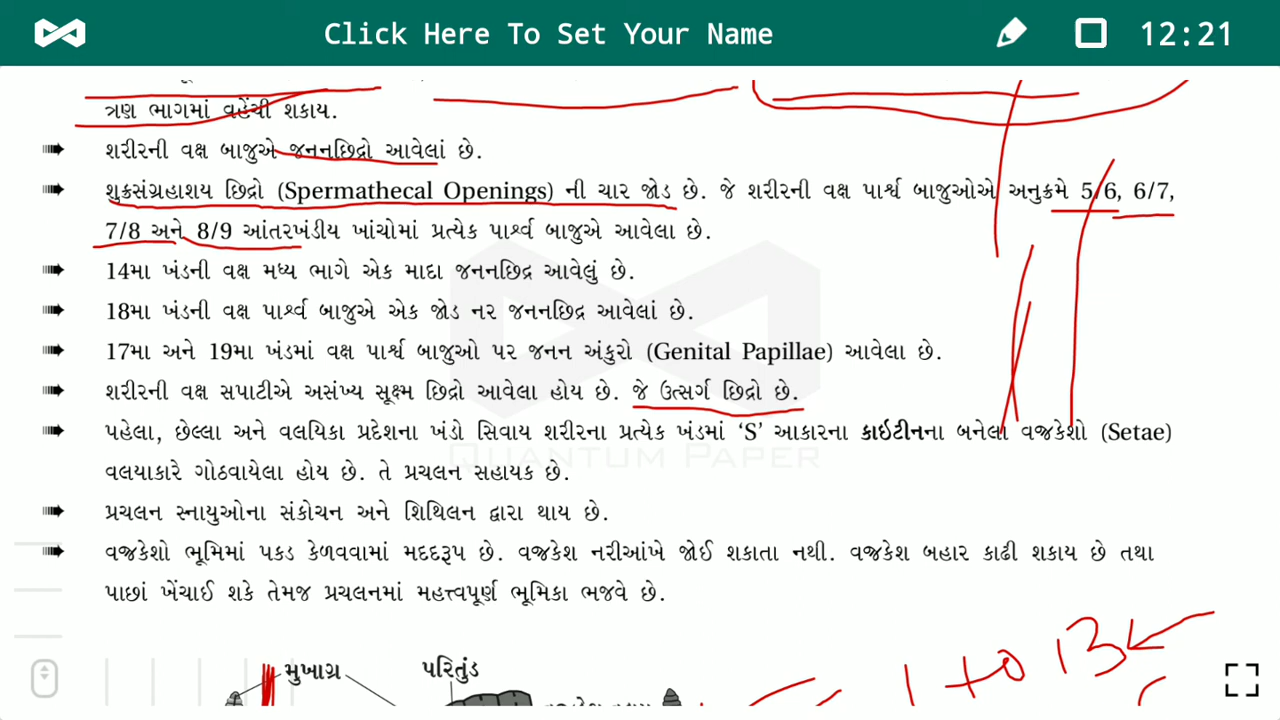 Click Here To Set Your Name 12:21
ત્રણ ભાગમાં વહેંચી શકાય.
શરીરની વક્ષ બાજુએ જનનછિદ્રો આવેલાં છે.
શુક્રસંગ્રહાશય છિદ્રો (Spermathecal Openings) ની ચાર જોડ છે. જે શરીરની વક્ષ પાર્શ્વ બાજુઓએ અનુક્રમે 5/6, 6/7,
7/8 અને 8/9 આંતરખંડીય ખાંચોમાં પ્રત્યેક પાર્શ્વ બાજુએ આવેલા છે.
14મા ખંડની વક્ષ મધ્ય ભાગે એક માદા જનનછિદ્ર આવેલું છે.
18મા ખંડની વક્ષ પાર્શ્વ બાજુએ એક જોડ નર જનનછિદ્ર આવેલાં છે.
17મા અને 19મા ખંડમાં વક્ષ પાર્શ્વ બાજુઓ પર જનન અંકુરો (Genital Papillae) આવેલા છે.
શરીરની વક્ષ સપાટીએ અસંખ્ય સૂક્ષ્મ છિદ્રો આવેલા હોય છે. જે ઉત્સર્ગ છિદ્રો છે.
પહેલા, છેલ્લા અને વલયિકા પ્રદેશના ખંડો સિવાય શરીરના પ્રત્યેક ખંડમાં ‘S’ આકારના કાઇટીનના બનેલા વજકેશો (Setae)
QUANTUM PAPER
વલયાકારે ગોઠવાયેલા હોય છે. તે પ્રચલન સહાયક છે.
પ્રચલન સ્નાયુઓના સંકોચન અને શિથિલન દ્વારા થાય છે.
વજકેશો ભૂમિમાં પકડ કેળવવામાં મદદરૂપ છે. વજકેશ નરીઆંખે જોઈ શકાતા નથી. વજકેશ બહાર કાઢી શકાય છે તથા
પાછાં ખેંચાઈ શકે તેમજ પ્રચલનમાં મહત્ત્વપૂર્ણ ભૂમિકા ભજવે છે.
1 to 13
મુખાગ્ર પરિતુંડ